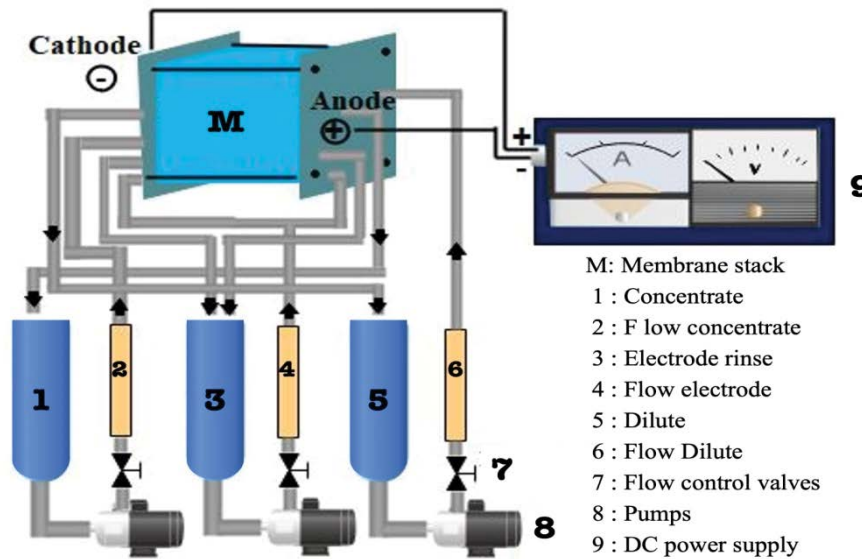 Cathode
-
M
Anode
+
+
-
A
v
9
M: Membrane stack
1 : Concentrate
2 : F low concentrate
3 : Electrode rinse
4 : Flow electrode
5 : Dilute
6 : Flow Dilute
7 : Flow control valves
8 : Pumps
9 : DC power supply
1
2
3
4
5
6
7
8